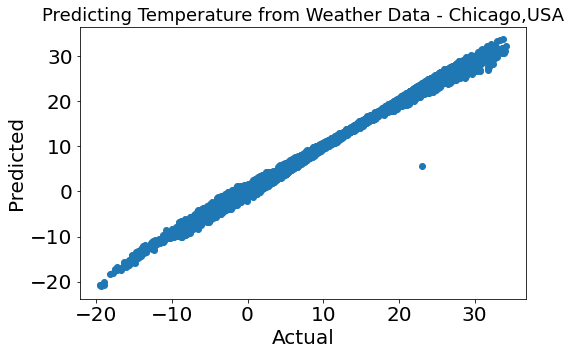 Predicting Temperature from Weather Data - Chicago,USA
Predicted
30
20
10
0
−10
−20
−20 −10 0 10 20 30
Actual